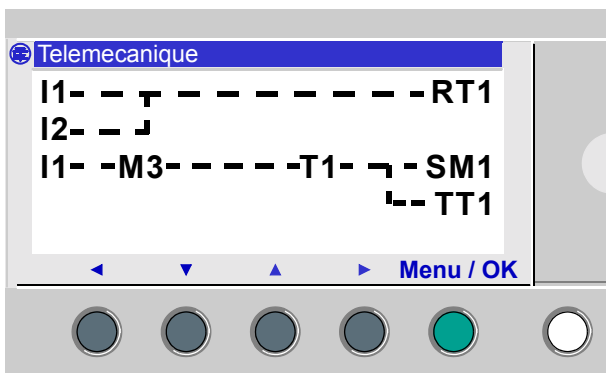 Telemecanique
I1 RT1
I2
I1 M3 T1 SM1
TT1
Menu / OK